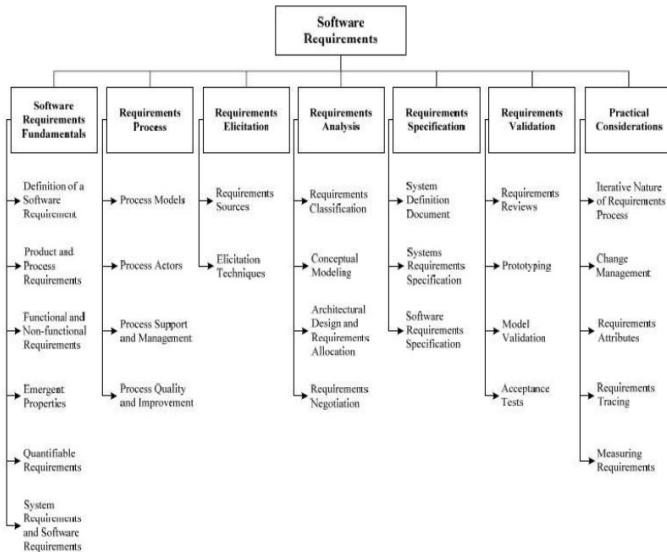 Software
Requirements
Software
Requirements
Fundamentals
Requirements
Process
Requirements
Elicitation
Requirements
Analysis
Requirements
Specification
Requirements
Validation
Practical
Considerations
Definition of a
Software
Requirement
Product and
Process
Requirements
Functional and
Non-functional
Requirements
Emergent
Properties
Quantifiable
Requirements
System
Requirements
and Software
Requirements
Process Models
Process Actors
Process Support
and Management
Process Quality
and Improvement
Requirements
Sources
Elicitation
Techniques
Requirements
Classification
Conceptual
Modeling
Architectural
Design and
Requirements
Allocation
Requirements
Negotiation
System
Definition
Document
Systems
Requirements
Specification
Software
Requirements
Specification
Requirements
Reviews
Prototyping
Model
Validation
Acceptance
Tests
Iterative Nature
of Requirements
Process
Change
Management
Requirements
Attributes
Requirements
Tracing
Measuring
Requirements